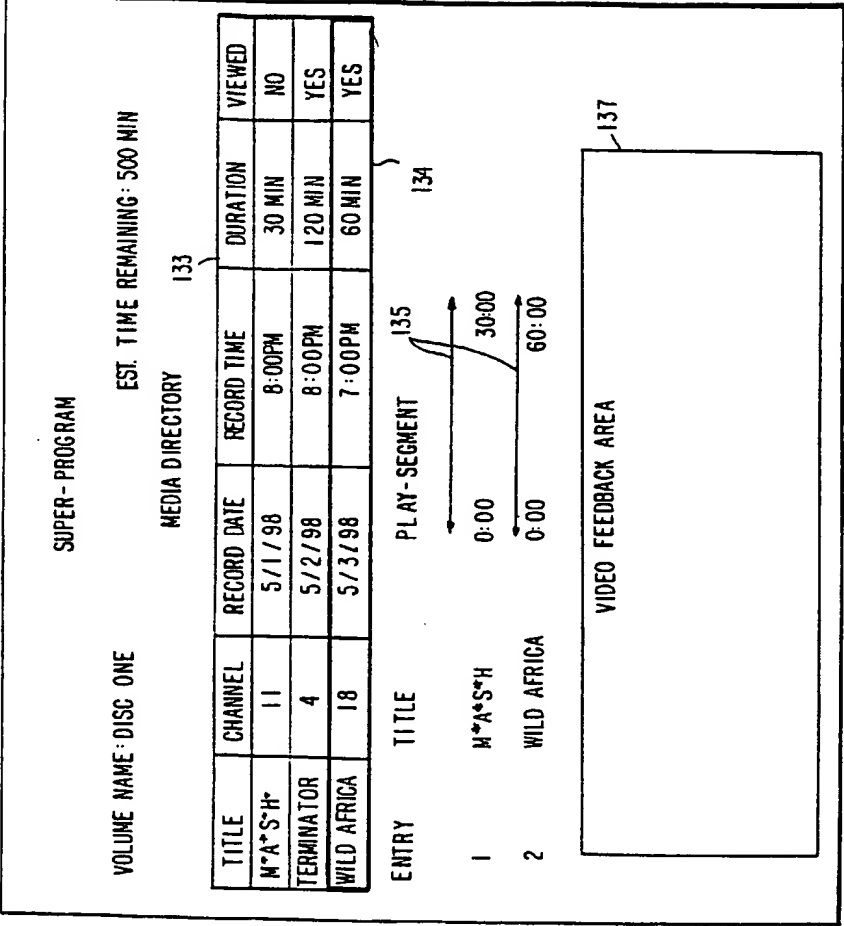 SUPER-PROGRAM
VOLUME NAME: DISC ONE EST. TIME REMAINING: 500 MIN
MEDIA DIRECTORY
133
TITLE CHANNEL RECORD DATE RECORD TIME DURATION VIEWED
M*A*S*H* 11 5/1/98 8:00PM 30 MIN NO
TERMINATOR 4 5/2/98 8:00PM 120 MIN YES
WILD AFRICA 18 5/3/98 7:00PM 60 MIN YES
134
ENTRY TITLE PLAY-SEGMENT
135
1 M*A*S*H 0:00 30:00
2 WILD AFRICA 0:00 60:00
VIDEO FEEDBACK AREA
137